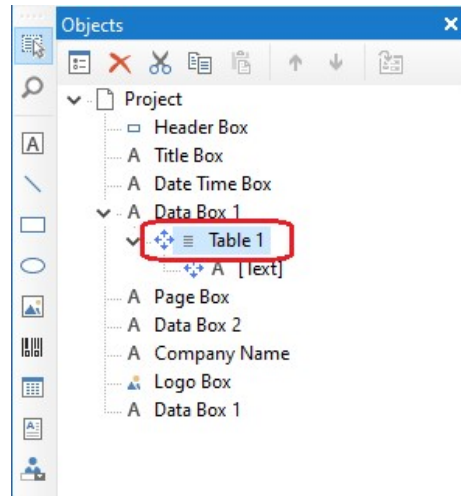 Objects
Project
Header Box
A Title Box
A Date Time Box
A Data Box 1
Table 1
A [Text]
A Page Box
A Data Box 2
A Company Name
Logo Box
A Data Box 1